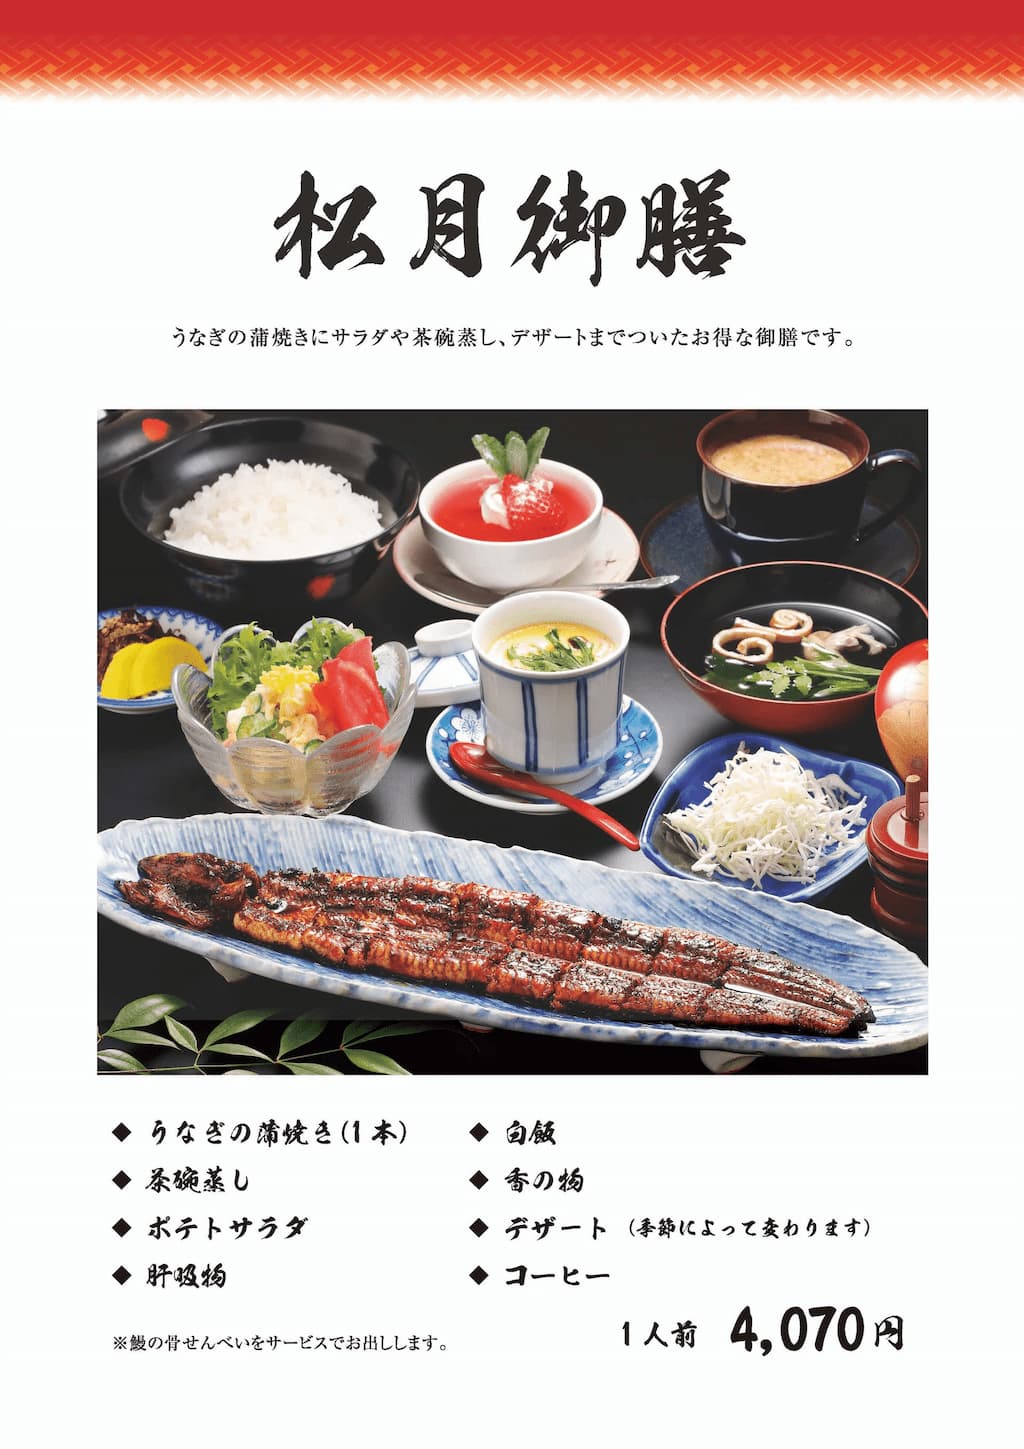 松月御膳
うなぎの蒲焼きにサラダや茶碗蒸し、デザートまでついたお得な御膳です。
◆ うなぎの蒲焼き(1本)
◆ 茶碗蒸し
◆ ポテトサラダ
◆ 肝吸物
◆ 白飯
◆ 香の物
◆ デザート (季節によって変わります)
◆ コーヒー
※鰻の骨せんべいをサービスでお出しします。
1人前 4,070円